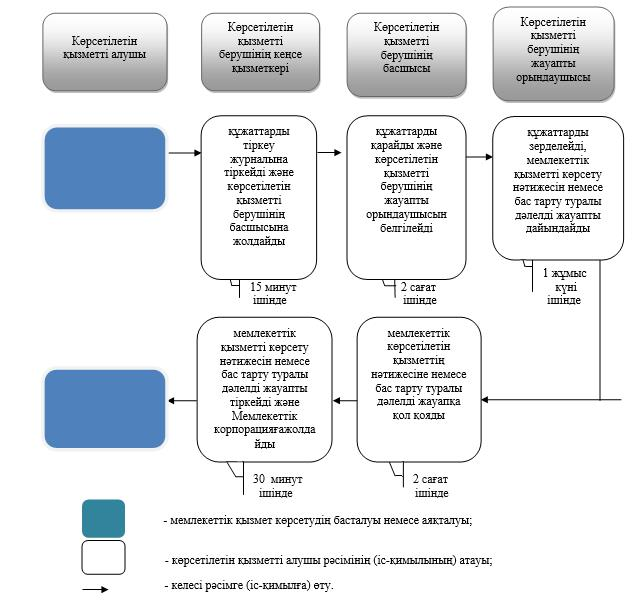 Көрсетілетін
қызметті алушы
Көрсетілетін
қызметті
берушінің кеңсе
қызметкері
Көрсетілетін
қызметті
берушінің
басшысы
Көрсетілетін
қызметті
берушінің
жауапты
орындаушысы
құжаттарды
тіркеу
журналына
тіркейді және
көрсетілетін
қызметті
берушінің
басшысына
жолдайды
құжаттарды
қарайды және
көрсетілетін
қызметті
берушінің
жауапты
орындаушысын
белгілейді
құжаттарды
зерделейді,
мемлекеттік
қызметті көрсету
нәтижесін немесе
бас тарту туралы
дәлелді жауапты
дайындайды
15 минут
ішінде
2 сағат
ішінде
1 жұмыс
күні
ішінде
мемлекеттік
қызметті көрсету
нәтижесін немесе
бас тарту туралы
дәлелді жауапты
тіркейді және
Мемлекеттік
корпорацияғажолда
йды
мемлекеттік
көрсетілетін
қызметтің
нәтижесіне немесе
бас тарту туралы
дәлелді жауапқа
қол қояды
30 минут
ішінде
2 сағат
ішінде
- мемлекеттік қызмет көрсетудің басталуы немесе аяқталуы;
- көрсетілетін қызметті алушы рәсімінің (іс-қимылының) атауы;
- келесі рәсімге (іс-қимылға) өту.